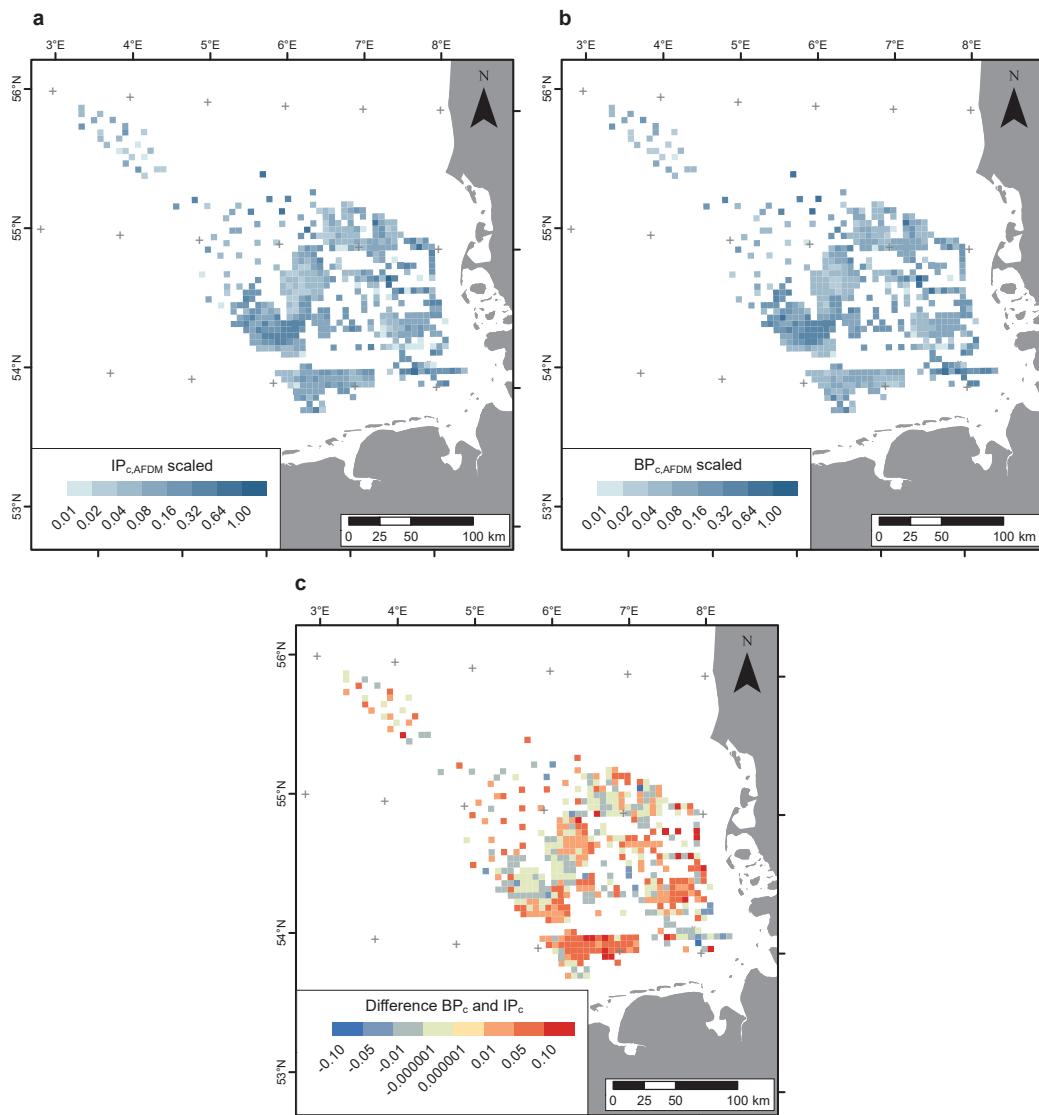 a
3°E 4°E 5°E 6°E 7°E 8°E
N
56°N
55°N
54°N
53°N
IPc,AFDM scaled
0.01 0.02 0.04 0.08 0.16 0.32 0.64 1.00
0 25 50 100 km
b
3°E 4°E 5°E 6°E 7°E 8°E
N
56°N
55°N
54°N
53°N
BPc,AFDM scaled
0.01 0.02 0.04 0.08 0.16 0.32 0.64 1.00
0 25 50 100 km
c
3°E 4°E 5°E 6°E 7°E 8°E
N
56°N
55°N
54°N
53°N
Difference BPc and IPc
-0.10 -0.05 -0.01 -0.000001 0.000001 0.01 0.05 0.10
0 25 50 100 km